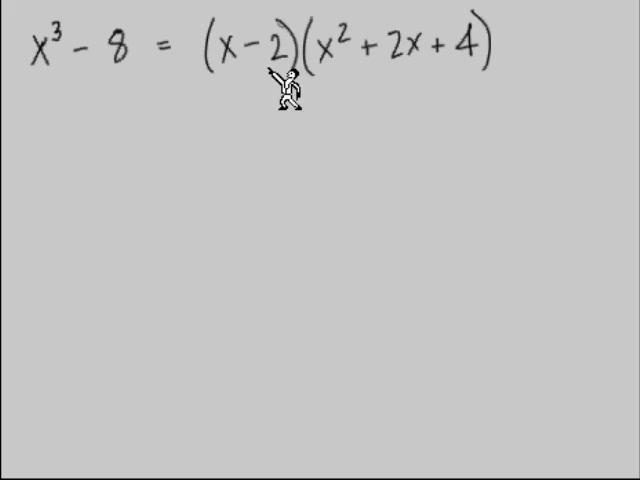 x³ - 8 = (x - 2)(x² + 2x + 4)